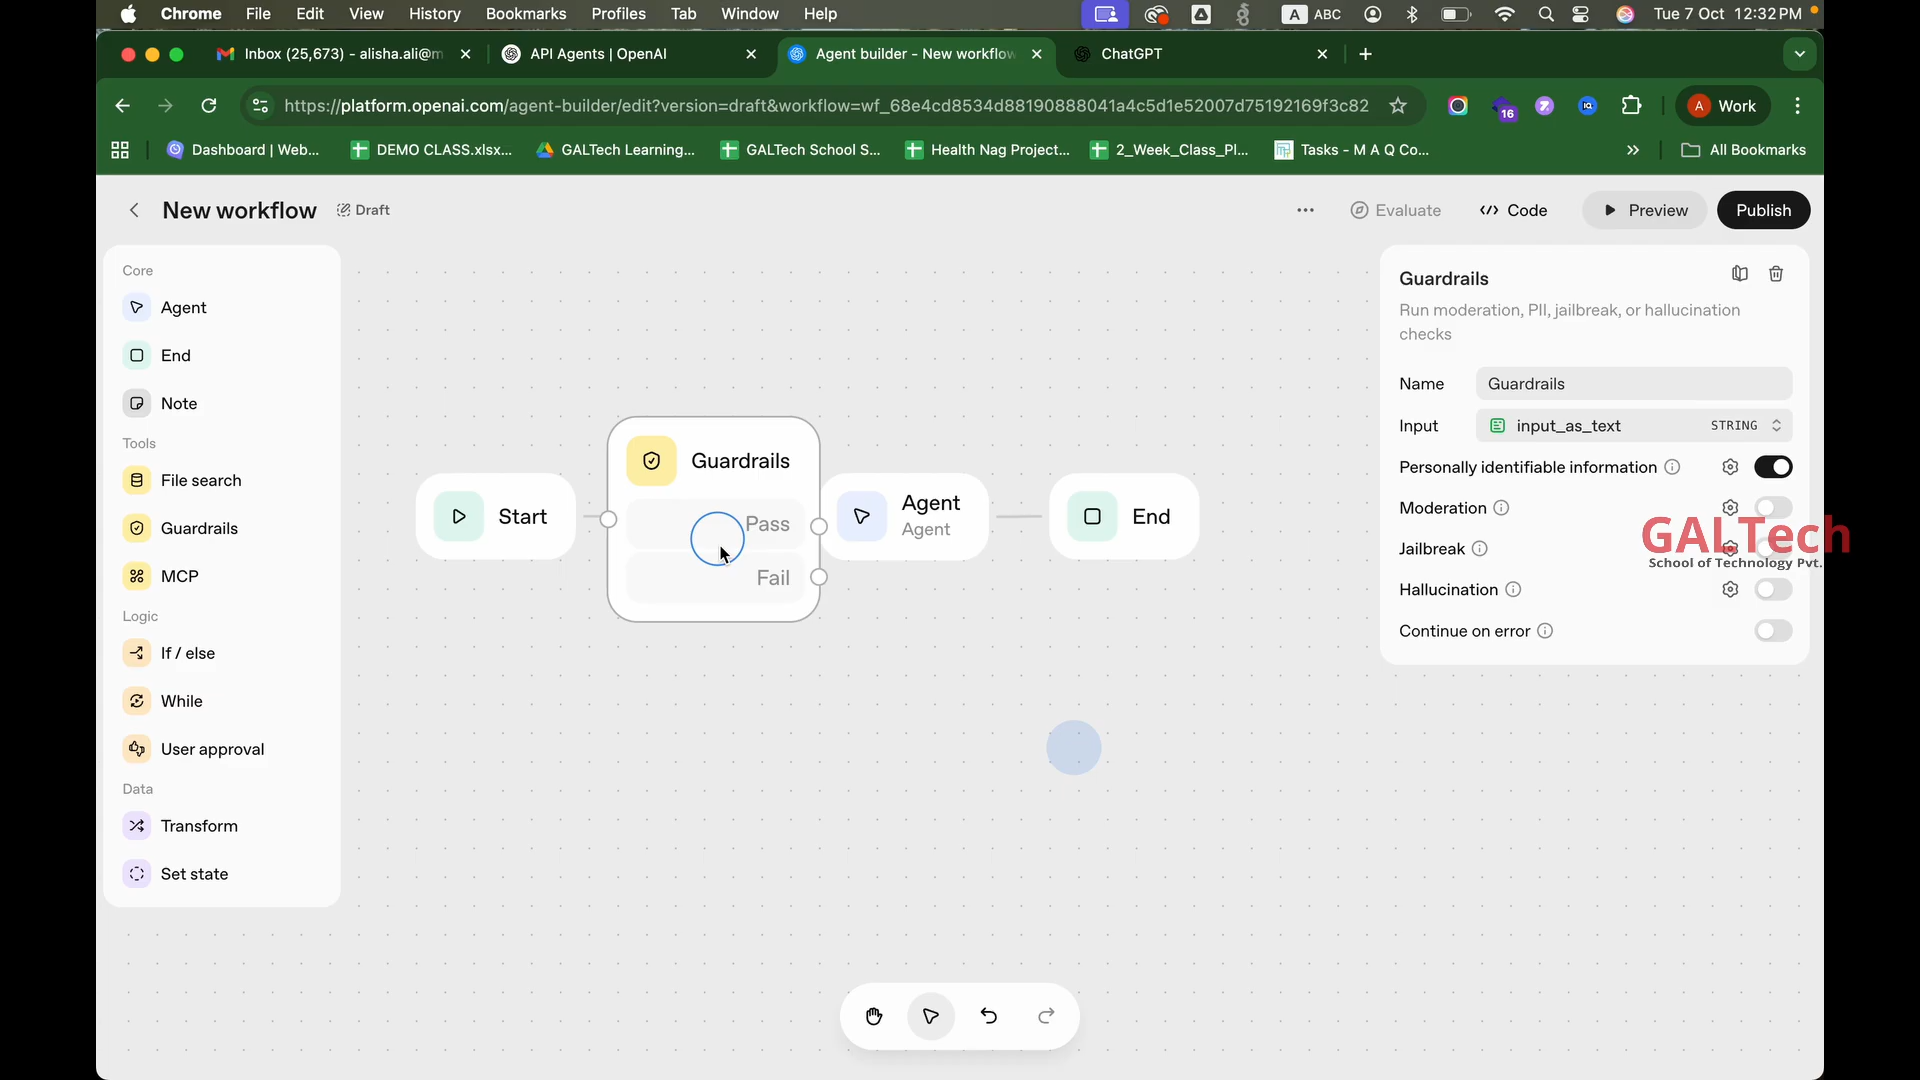 Chrome File Edit View History Bookmarks Profiles Tab Window Help A ABC Tue 7 Oct 12:32 PM
Inbox (25,673) - alisha.ali@m
API Agents | OpenAI
Agent builder - New workflow
ChatGPT
https://platform.openai.com/agent-builder/edit?version=draft&workflow=wf_68e4cd8534d88190888041a4c5d1e52007d75192169f3c82
16
A Work
Dashboard | Web...
DEMO CLASS.xlsx...
GALTech Learning...
GALTech School S...
Health Nag Project...
2_Week_Class_Pl...
Tasks - M A Q Co...
All Bookmarks
New workflow
Draft
Evaluate
Code
Preview
Publish
Core
Agent
End
Note
Tools
File search
Guardrails
MCP
Logic
If / else
While
User approval
Data
Transform
Set state
Start
Guardrails
Pass
Fail
Agent
Agent
End
Guardrails
Run moderation, PII, jailbreak, or hallucination
checks
Name Guardrails
Input input_as_text STRING
Personally identifiable information
Moderation
Jailbreak
Hallucination
Continue on error
GALTech
School of Technology Pvt.